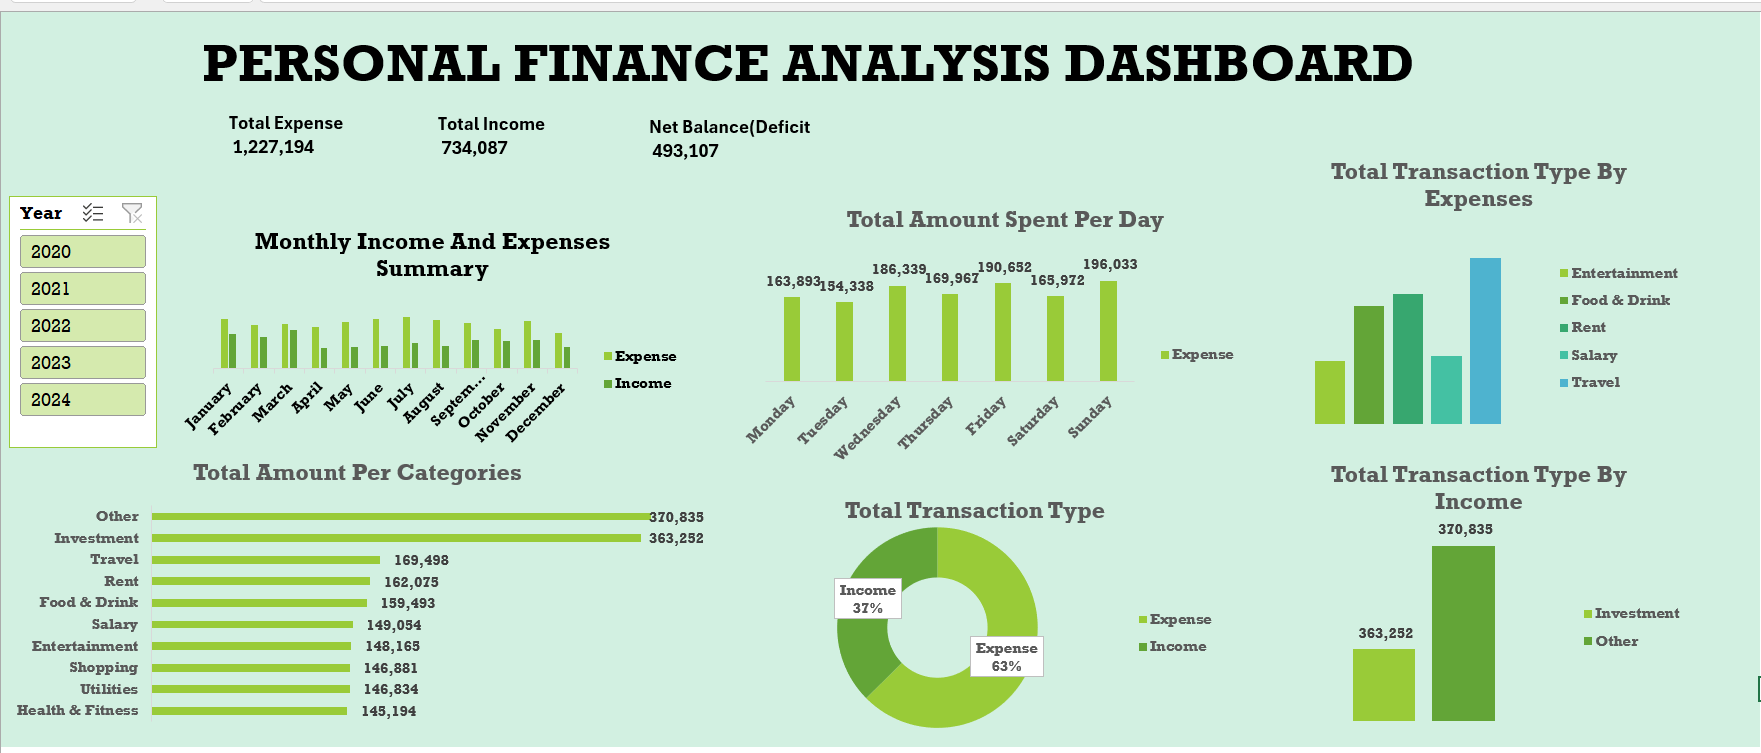 PERSONAL FINANCE ANALYSIS DASHBOARD
Total Expense
1,227,194
Total Income
734,087
Net Balance(Deficit
493,107
Year
2020
2021
2022
2023
2024
Monthly Income And Expenses
Summary
Expense
Income
January
February
March
April
May
June
July
August
Septem...
October
November
December
Total Amount Spent Per Day
163,893
154,338
186,339
169,967
190,652
165,972
196,033
Expense
Monday
Tuesday
Wednesday
Thursday
Friday
Saturday
Sunday
Total Transaction Type By
Expenses
Entertainment
Food & Drink
Rent
Salary
Travel
Total Amount Per Categories
Other 370,835
Investment 363,252
Travel 169,498
Rent 162,075
Food & Drink 159,493
Salary 149,054
Entertainment 148,165
Shopping 146,881
Utilities 146,834
Health & Fitness 145,194
Total Transaction Type
Income
37%
Expense
63%
Expense
Income
Total Transaction Type By
Income
370,835
363,252
Investment
Other